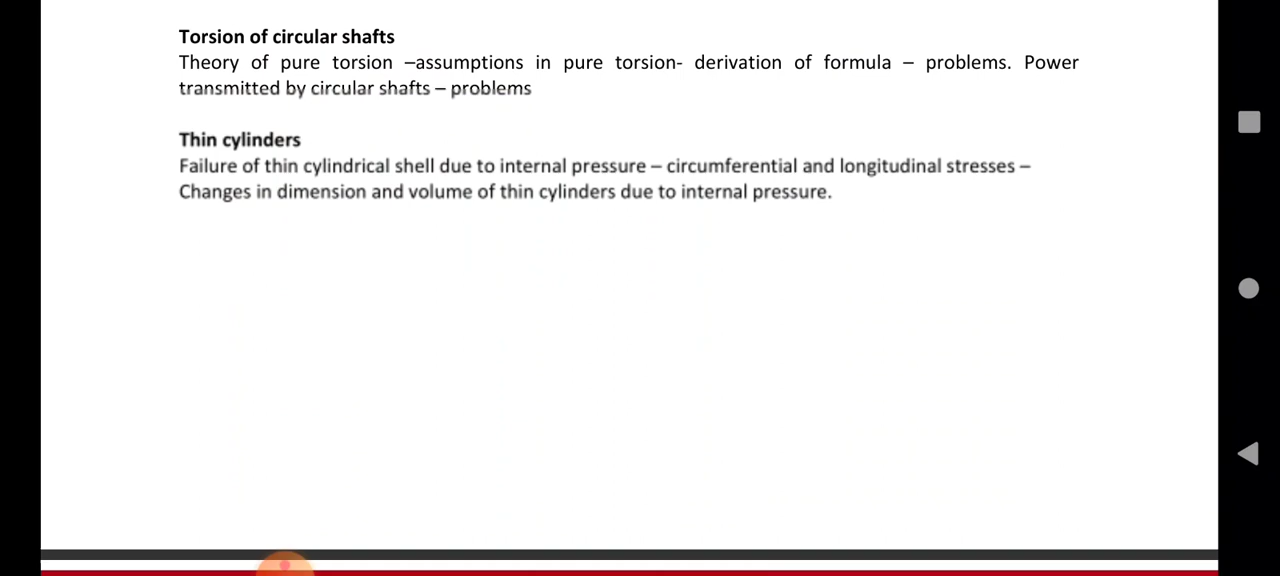 Torsion of circular shafts
Theory of pure torsion –assumptions in pure torsion- derivation of formula – problems. Power
transmitted by circular shafts – problems
Thin cylinders
Failure of thin cylindrical shell due to internal pressure – circumferential and longitudinal stresses –
Changes in dimension and volume of thin cylinders due to internal pressure.